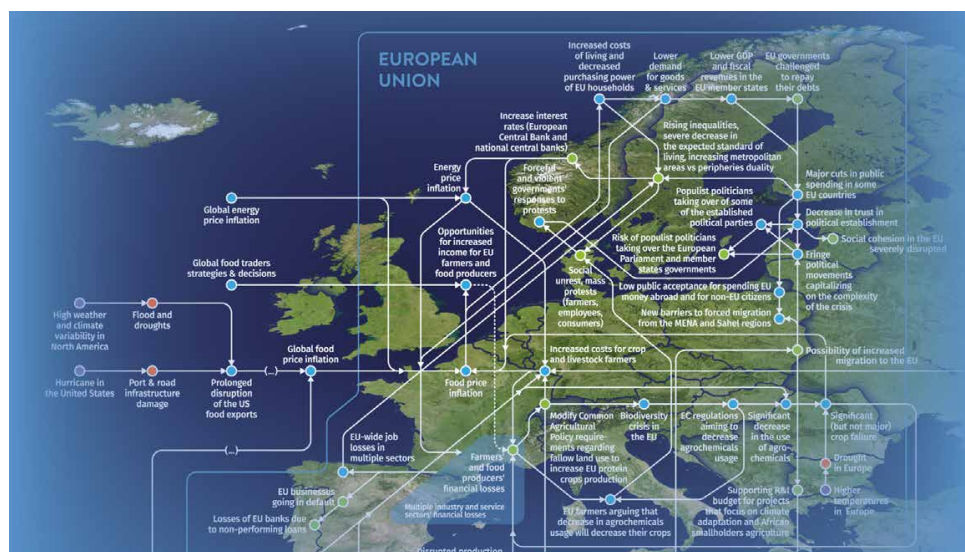 EUROPEAN
UNION
Increased costs
of living and
decreased
purchasing power
of EU households
Lower
demand
for goods
& services
Lower GDP
and fiscal
revenues in the
EU member states
EU governments
challenged
to repay
their debts
Increase interest
rates (European
Central Bank and
national central banks)
Rising inequalities,
severe decrease in
the expected standard of
living, increasing metropolitan
areas vs peripheries duality
Energy
price
inflation
Forceful
and violent
governments'
responses to
protests
Major cuts in public
spending in some
EU countries
Populist politicians
taking over of some
of the established
political parties
Global energy
price inflation
Decrease in trust in
political establishment
Opportunities
for increased
income for EU
farmers and
food producers
Risk of populist politicians
taking over the European
Parliament and member
states governments
Social cohesion in the EU
severely disrupted
Fringe
political
movements
capitalizing
on the complexity
of the crisis
Global food traders
strategies & decisions
Social
unrest, mass
protests (farmers,
employees,
consumers)
Low public acceptance for spending EU
money abroad and for non-EU citizens
New barriers to forced migration
from the MENA and Sahel regions
High weather
and climate
variability in
North America
Flood and
droughts
Global food
price inflation
Increased costs for crop
and livestock farmers
Possibility of increased
migration to the EU
Hurricane in
the United States
Port & road
infrastructure
damage
Prolonged
disruption
of the US
food exports
(...)
Food price
inflation
EU-wide job
losses in
multiple sectors
Modify Common
Agricultural
Policy require-
ments regarding
fallow land use to
increase EU protein
crops production
Biodiversity
crisis in
the EU
EC regulations
aiming to
decrease
agrochemicals
usage
Significant
decrease
in the use
of agro-
chemicals
Significant
(but not major)
crop failure
(...)
Farmers'
and food
producers'
financial losses
Drought
in Europe
EU businesses
going in default
Multiple industry and service
sectors' financial losses
Supporting R&I
budget for projects
that focus on climate
adaptation and African
smallholders agriculture
Higher
temperatures
in Europe
Losses of EU banks due
to non-performing loans
EU farmers arguing that
decrease in agrochemicals
usage will decrease their crops
Disrupted production